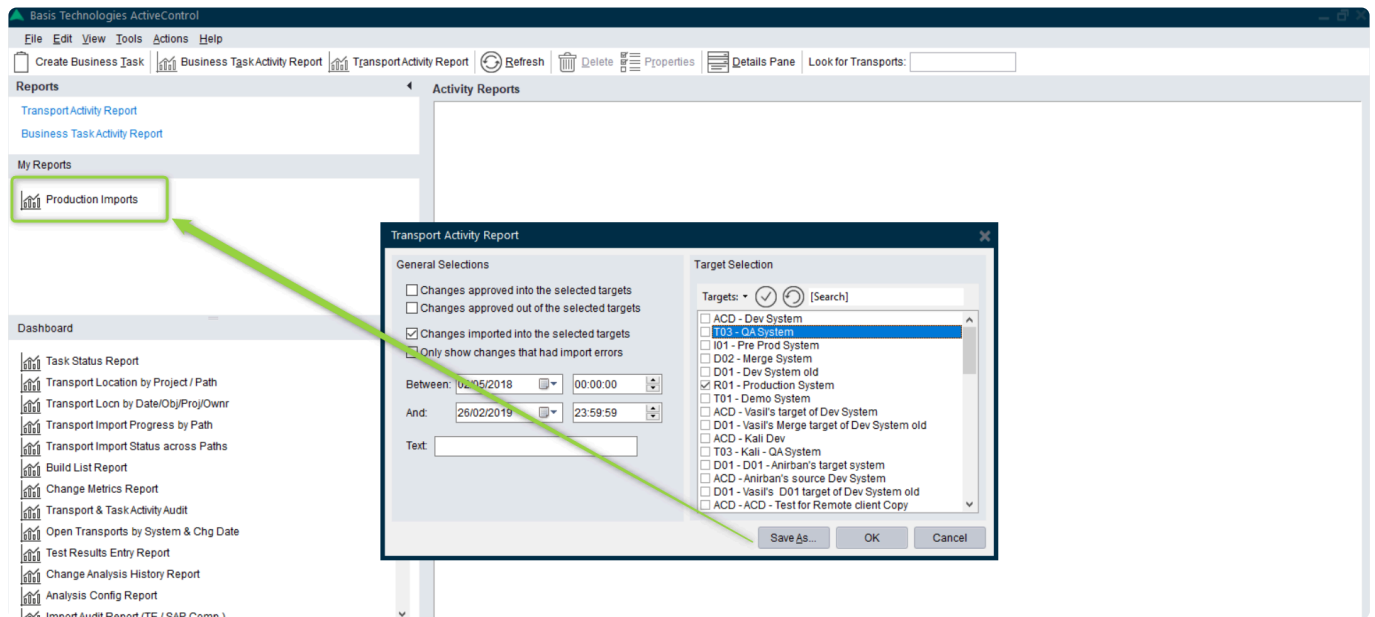 Basis Technologies ActiveControl
File Edit View Tools Actions Help
Create Business Task Business Task Activity Report Transport Activity Report Refresh Delete Properties Details Pane Look for Transports:
Reports
Transport Activity Report
Business Task Activity Report
My Reports
Production Imports
Dashboard
Task Status Report
Transport Location by Project / Path
Transport Locn by Date/Obj/Proj/Ownr
Transport Import Progress by Path
Transport Import Status across Paths
Build List Report
Change Metrics Report
Transport & Task Activity Audit
Open Transports by System & Chg Date
Test Results Entry Report
Change Analysis History Report
Analysis Config Report
Import Audit Report (TF / SAP Comp.)
Activity Reports
Transport Activity Report
General Selections
Changes approved into the selected targets
Changes approved out of the selected targets
Changes imported into the selected targets
Only show changes that had import errors
Between: 02/05/2018 00:00:00
And: 26/02/2019 23:59:59
Text:
Target Selection
Targets: [Search]
ACD - Dev System
T03 - QA System
I01 - Pre Prod System
D02 - Merge System
D01 - Dev System old
R01 - Production System
T01 - Demo System
ACD - Vasil's target of Dev System
D01 - Vasil's Merge target of Dev System old
ACD - Kali Dev
T03 - Kali - QA System
D01 - D01 - Anirban's target system
ACD - Anirban's source Dev System
D01 - Vasil's D01 target of Dev System old
ACD - ACD - Test for Remote client Copy
Save As... OK Cancel